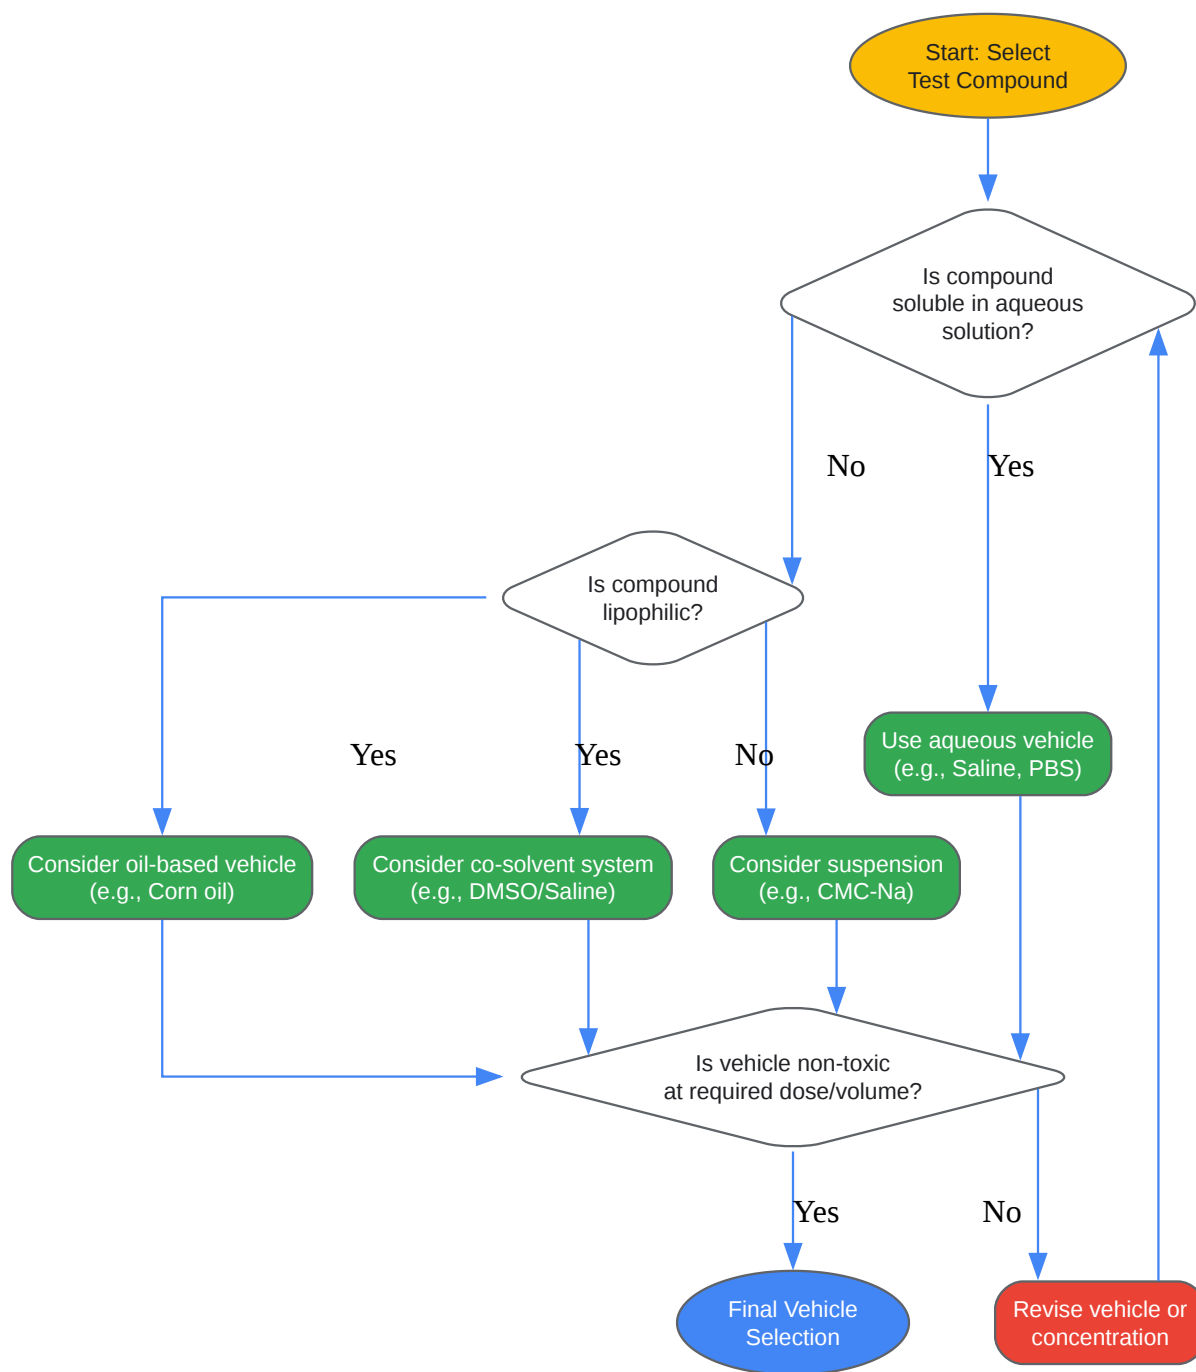 Start: Select
Test Compound
Is compound
soluble in aqueous
solution?
No
Yes
Is compound
lipophilic?
Yes
Yes
No
Use aqueous vehicle
(e.g., Saline, PBS)
Consider oil-based vehicle
(e.g., Corn oil)
Consider co-solvent system
(e.g., DMSO/Saline)
Consider suspension
(e.g., CMC-Na)
Is vehicle non-toxic
at required dose/volume?
Yes
No
Final Vehicle
Selection
Revise vehicle or
concentration